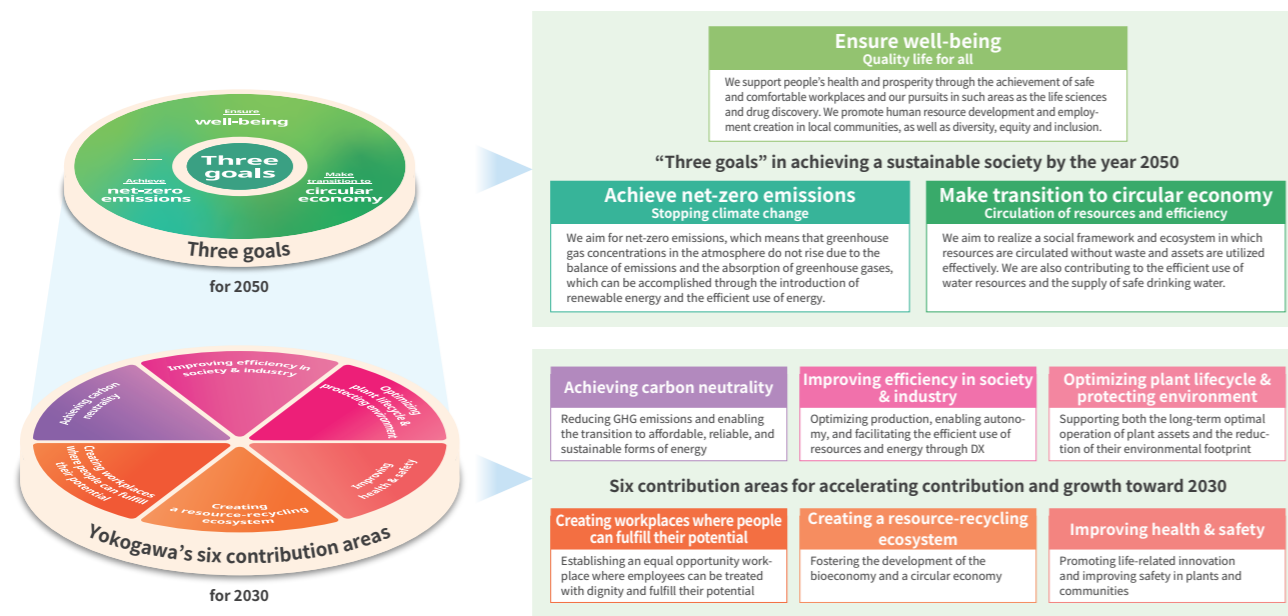 Ensure
well-being
Three
goals
Achieve
net-zero
emissions
Make
transition to
circular
economy
Three goals
for 2050
Improving efficiency in
society & industry
Optimizing
plant lifecycle &
protecting environment
Achieving carbon
neutrality
Creating workplaces
where people can fulfill
their potential
Creating
a resource-recycling
ecosystem
Improving
health & safety
Yokogawa's six contribution areas
for 2030
Ensure well-being
Quality life for all
We support people's health and prosperity through the achievement of safe
and comfortable workplaces and our pursuits in such areas as the life sciences
and drug discovery. We promote human resource development and employ-
ment creation in local communities, as well as diversity, equity and inclusion.
“Three goals” in achieving a sustainable society by the year 2050
Achieve net-zero emissions
Stopping climate change
We aim for net-zero emissions, which means that greenhouse
gas concentrations in the atmosphere do not rise due to the
balance of emissions and the absorption of greenhouse gases,
which can be accomplished through the introduction of
renewable energy and the efficient use of energy.
Make transition to circular economy
Circulation of resources and efficiency
We aim to realize a social framework and ecosystem in which
resources are circulated without waste and assets are utilized
effectively. We are also contributing to the efficient use of
water resources and the supply of safe drinking water.
Achieving carbon neutrality
Reducing GHG emissions and enabling
the transition to affordable, reliable, and
sustainable forms of energy
Improving efficiency in society
& industry
Optimizing production, enabling autono-
my, and facilitating the efficient use of
resources and energy through DX
Optimizing plant lifecycle &
protecting environment
Supporting both the long-term optimal
operation of plant assets and the reduc-
tion of their environmental footprint
Six contribution areas for accelerating contribution and growth toward 2030
Creating workplaces where people
can fulfill their potential
Establishing an equal opportunity work-
place where employees can be treated
with dignity and fulfill their potential
Creating a resource-recycling
ecosystem
Fostering the development of the
bioeconomy and a circular economy
Improving health & safety
Promoting life-related innovation
and improving safety in plants and
communities